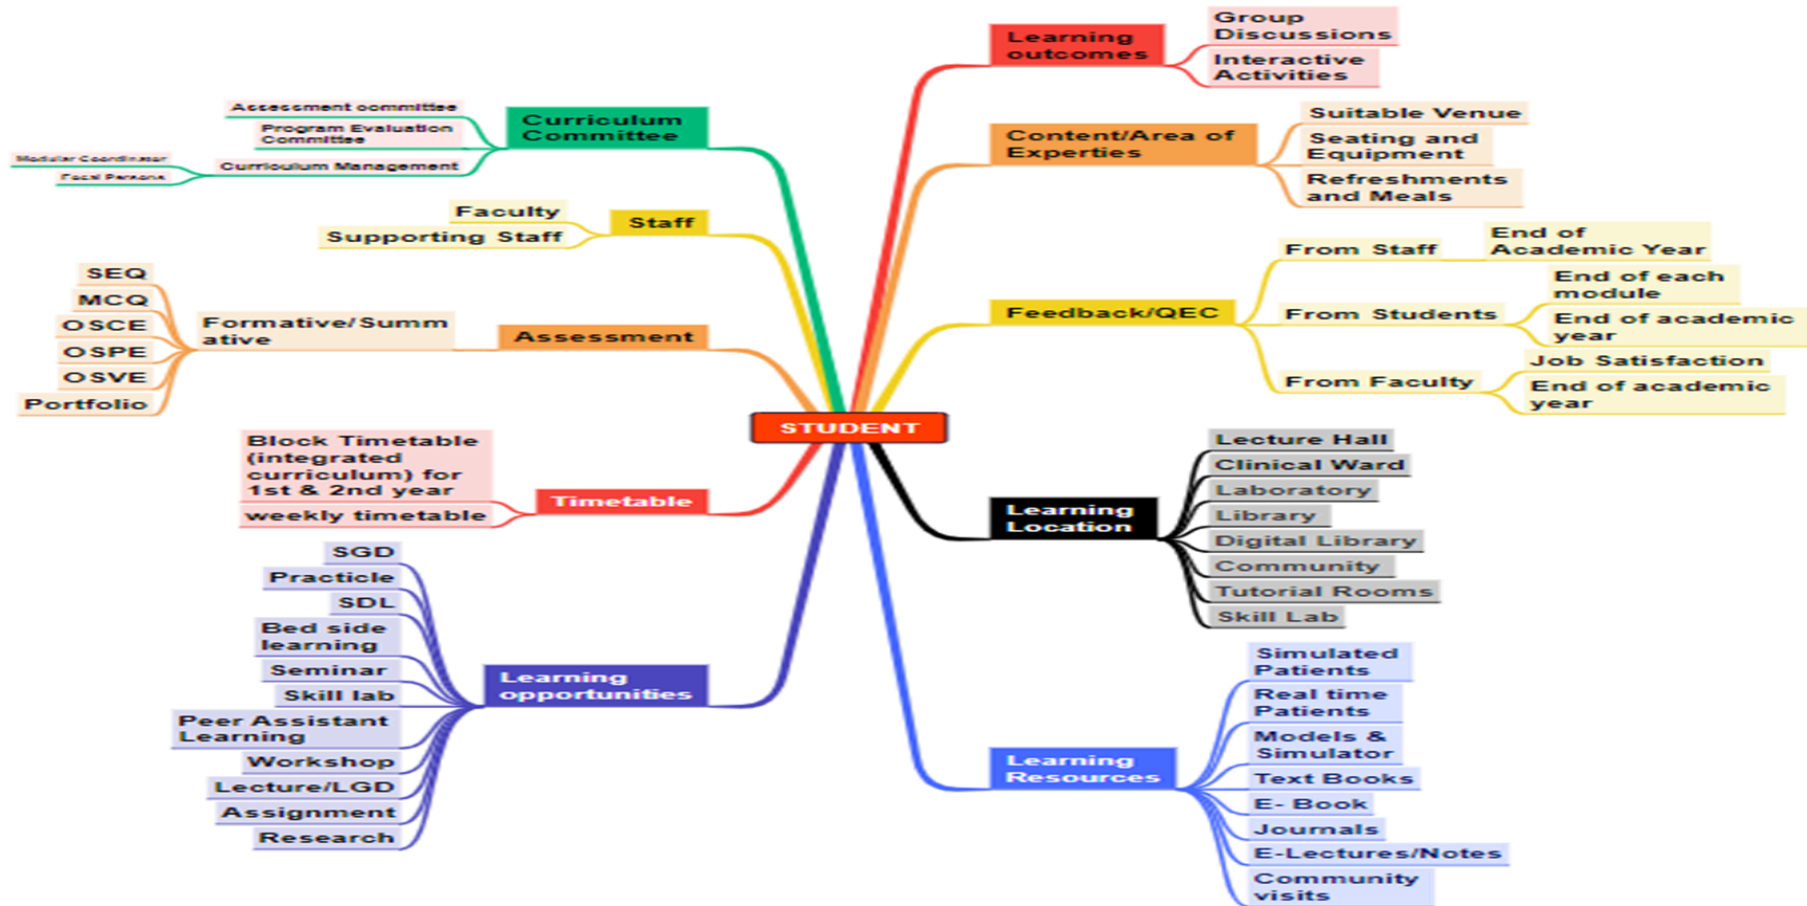 Learning
outcomes
Group
Discussions
Interactive
Activities
Content/Area of
Experties
Suitable Venue
Seating and
Equipment
Refreshments
and Meals
Feedback/QEC
From Staff
End of
Academic Year
From Students
End of each
module
End of academic
year
From Faculty
Job Satisfaction
End of academic
year
STUDENT
Learning
Location
Lecture Hall
Clinical Ward
Laboratory
Library
Digital Library
Community
Tutorial Rooms
Skill Lab
Learning
Resources
Simulated
Patients
Real time
Patients
Models &
Simulator
Text Books
E- Book
Journals
E-Lectures/Notes
Community
visits
Curriculum
Committee
Assessment committee
Program Evaluation
Committee
Curriculum Management
Modular Coordinator
Focal Persons
Staff
Faculty
Supporting Staff
Assessment
Formative/Summ
ative
SEQ
MCQ
OSCE
OSPE
OSVE
Portfolio
Timetable
Block Timetable
(integrated
curriculum) for
1st & 2nd year
weekly timetable
Learning
opportunities
SGD
Practicle
SDL
Bed side
learning
Seminar
Skill lab
Peer Assistant
Learning
Workshop
Lecture/LGD
Assignment
Research